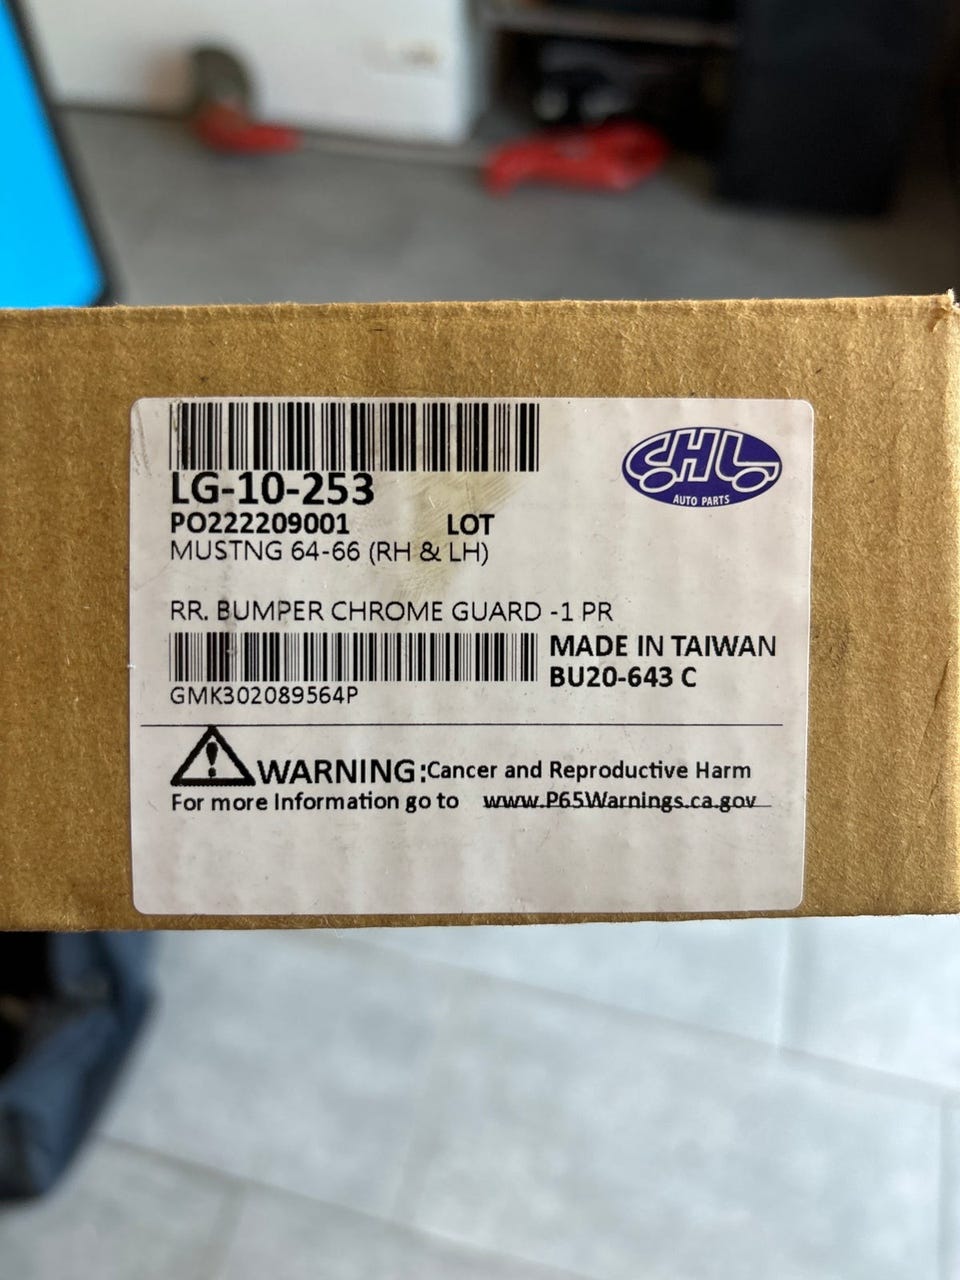 LG-10-253
CHL
AUTO PARTS
PO222209001 LOT
MUSTNG 64-66 (RH & LH)
RR. BUMPER CHROME GUARD -1 PR
MADE IN TAIWAN
BU20-643 C
GMK302089564P
WARNING:Cancer and Reproductive Harm
For more Information go to www.P65Warnings.ca.gov